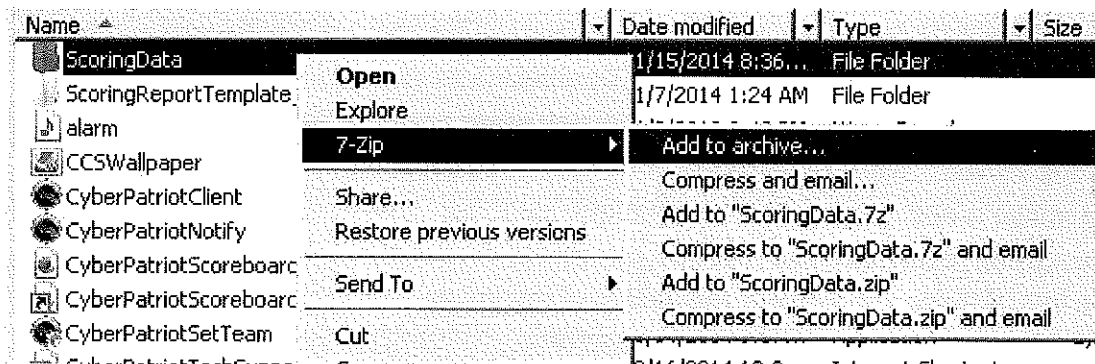 Name Date modified Type Size
ScoringData 1/15/2014 8:36... File Folder
ScoringReportTemplate_ 1/7/2014 1:24 AM File Folder
alarm
CCSWallpaper
CyberPatriotClient
CyberPatriotNotify
CyberPatriotScoreboarc
CyberPatriotScoreboarc
CyberPatriotSetTeam
Open
Explore
7-Zip
Share...
Restore previous versions
Send To
Cut
Add to archive...
Compress and email...
Add to "ScoringData.7z"
Compress to "ScoringData.7z" and email
Add to "ScoringData.zip"
Compress to "ScoringData.zip" and email